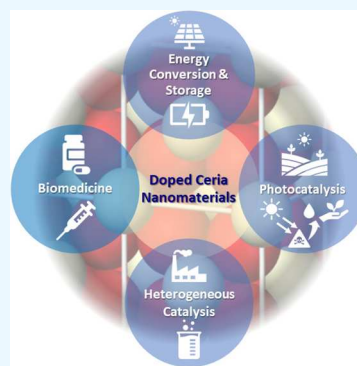 Energy
Conversion &
Storage
Biomedicine
Doped Ceria
Nanomaterials
Photocatalysis
Heterogeneous
Catalysis